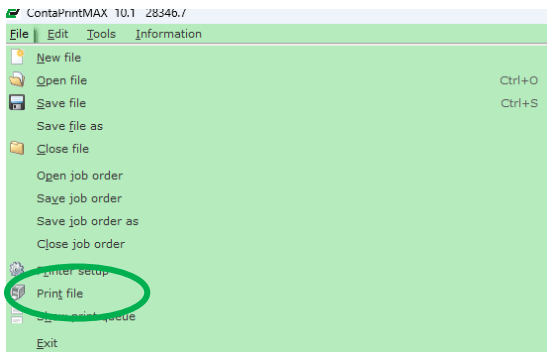 ContaPrintMAX 10.1 28346.7
File Edit Tools Information
New file
Open file Ctrl+O
Save file Ctrl+S
Save file as
Close file
Open job order
Save job order
Save job order as
Close job order
Printer setup
Print file
Show print queue
Exit